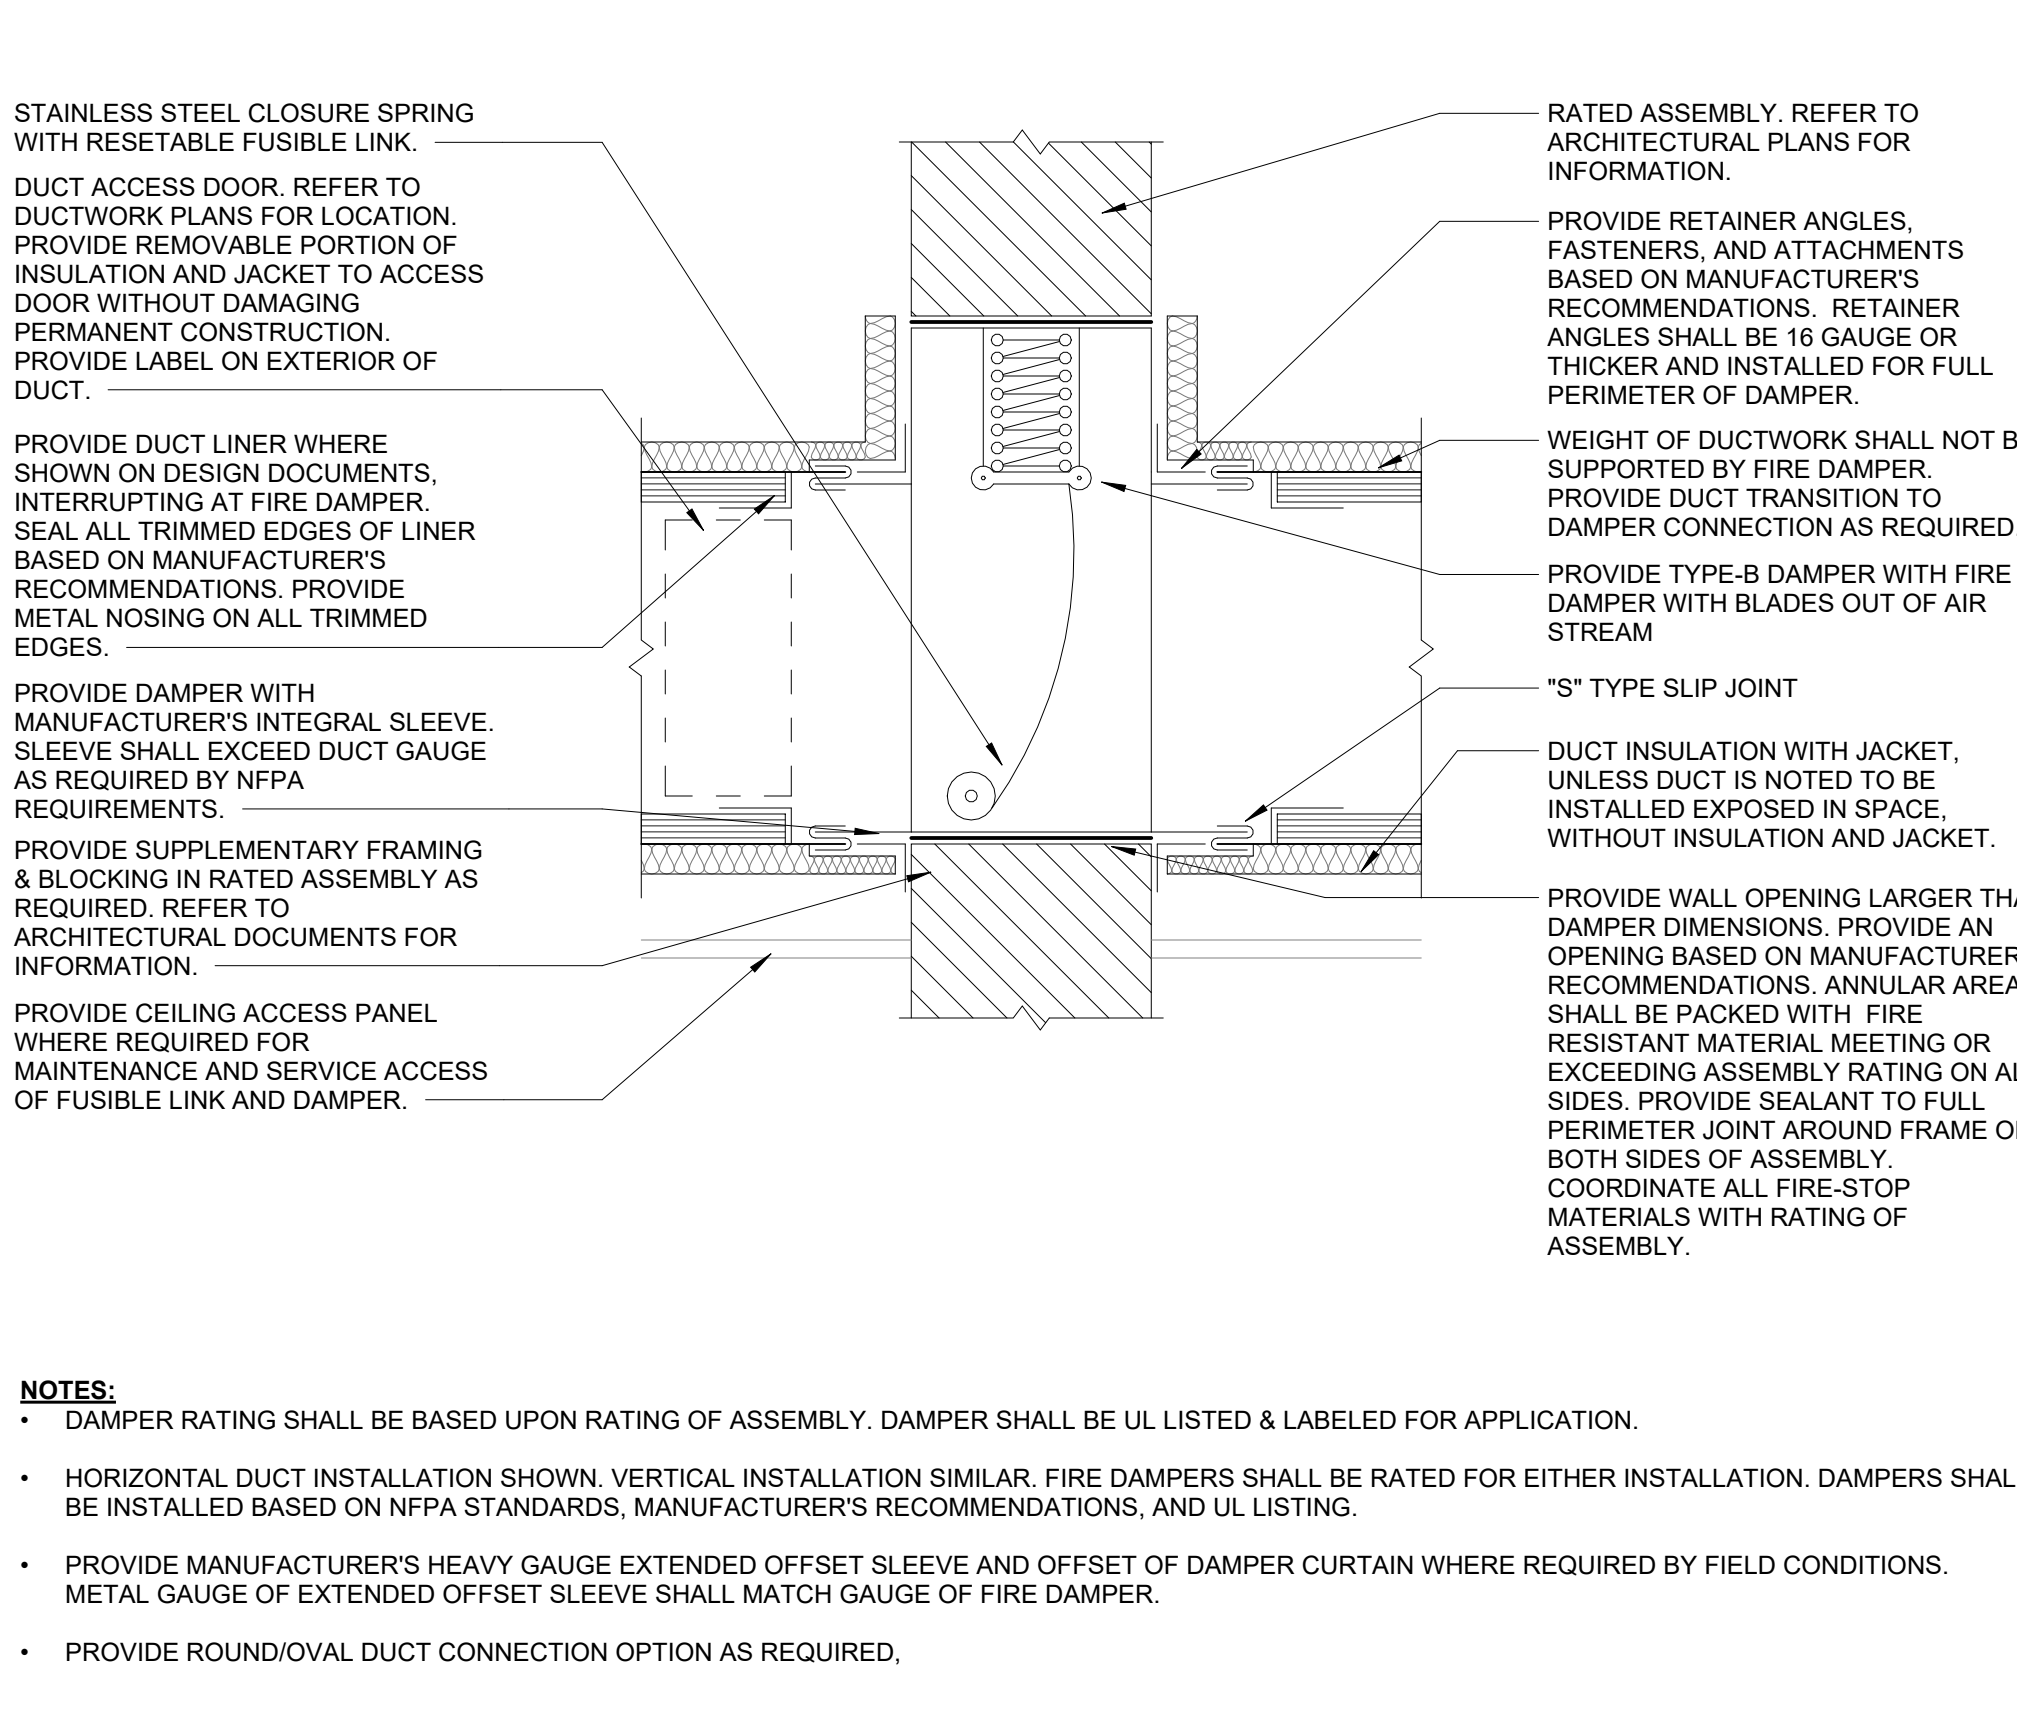 STAINLESS STEEL CLOSURE SPRING
WITH RESETABLE FUSIBLE LINK.
DUCT ACCESS DOOR. REFER TO
DUCTWORK PLANS FOR LOCATION.
PROVIDE REMOVABLE PORTION OF
INSULATION AND JACKET TO ACCESS
DOOR WITHOUT DAMAGING
PERMANENT CONSTRUCTION.
PROVIDE LABEL ON EXTERIOR OF
DUCT.
PROVIDE DUCT LINER WHERE
SHOWN ON DESIGN DOCUMENTS,
INTERRUPTING AT FIRE DAMPER.
SEAL ALL TRIMMED EDGES OF LINER
BASED ON MANUFACTURER'S
RECOMMENDATIONS. PROVIDE
METAL NOSING ON ALL TRIMMED
EDGES.
PROVIDE DAMPER WITH
MANUFACTURER'S INTEGRAL SLEEVE.
SLEEVE SHALL EXCEED DUCT GAUGE
AS REQUIRED BY NFPA
REQUIREMENTS.
PROVIDE SUPPLEMENTARY FRAMING
& BLOCKING IN RATED ASSEMBLY AS
REQUIRED. REFER TO
ARCHITECTURAL DOCUMENTS FOR
INFORMATION.
PROVIDE CEILING ACCESS PANEL
WHERE REQUIRED FOR
MAINTENANCE AND SERVICE ACCESS
OF FUSIBLE LINK AND DAMPER.
RATED ASSEMBLY. REFER TO
ARCHITECTURAL PLANS FOR
INFORMATION.
PROVIDE RETAINER ANGLES,
FASTENERS, AND ATTACHMENTS
BASED ON MANUFACTURER'S
RECOMMENDATIONS. RETAINER
ANGLES SHALL BE 16 GAUGE OR
THICKER AND INSTALLED FOR FULL
PERIMETER OF DAMPER.
WEIGHT OF DUCTWORK SHALL NOT
SUPPORTED BY FIRE DAMPER.
PROVIDE DUCT TRANSITION TO
DAMPER CONNECTION AS REQUIRED.
PROVIDE TYPE-B DAMPER WITH FIRE
DAMPER WITH BLADES OUT OF AIR
STREAM
"S" TYPE SLIP JOINT
DUCT INSULATION WITH JACKET,
UNLESS DUCT IS NOTED TO BE
INSTALLED EXPOSED IN SPACE,
WITHOUT INSULATION AND JACKET.
PROVIDE WALL OPENING LARGER
DAMPER DIMENSIONS. PROVIDE AN
OPENING BASED ON
RECOMMENDATIONS. ANNULAR AREA
SHALL BE PACKED WITH FIRE
RESISTANT MATERIAL MEETING OR
EXCEEDING ASSEMBLY RATING ON
SIDES. PROVIDE SEALANT TO FULL
PERIMETER JOINT AROUND FRAME
BOTH SIDES OF ASSEMBLY.
COORDINATE ALL FIRE-STOP
MATERIALS WITH RATING OF
ASSEMBLY.
NOTES:
• DAMPER RATING SHALL BE BASED UPON RATING OF ASSEMBLY. DAMPER SHALL BE UL LISTED & LABELED FOR APPLICATION.
• HORIZONTAL DUCT INSTALLATION SHOWN. VERTICAL INSTALLATION SIMILAR. FIRE DAMPERS SHALL BE RATED FOR EITHER INSTALLATION. DAMPERS
BE INSTALLED BASED ON NFPA STANDARDS, MANUFACTURER'S RECOMMENDATIONS, AND UL LISTING.
• PROVIDE MANUFACTURER'S HEAVY GAUGE EXTENDED OFFSET SLEEVE AND OFFSET OF DAMPER CURTAIN WHERE REQUIRED BY FIELD CONDITIONS.
METAL GAUGE OF EXTENDED OFFSET SLEEVE SHALL MATCH GAUGE OF FIRE DAMPER.
• PROVIDE ROUND/OVAL DUCT CONNECTION OPTION AS REQUIRED,